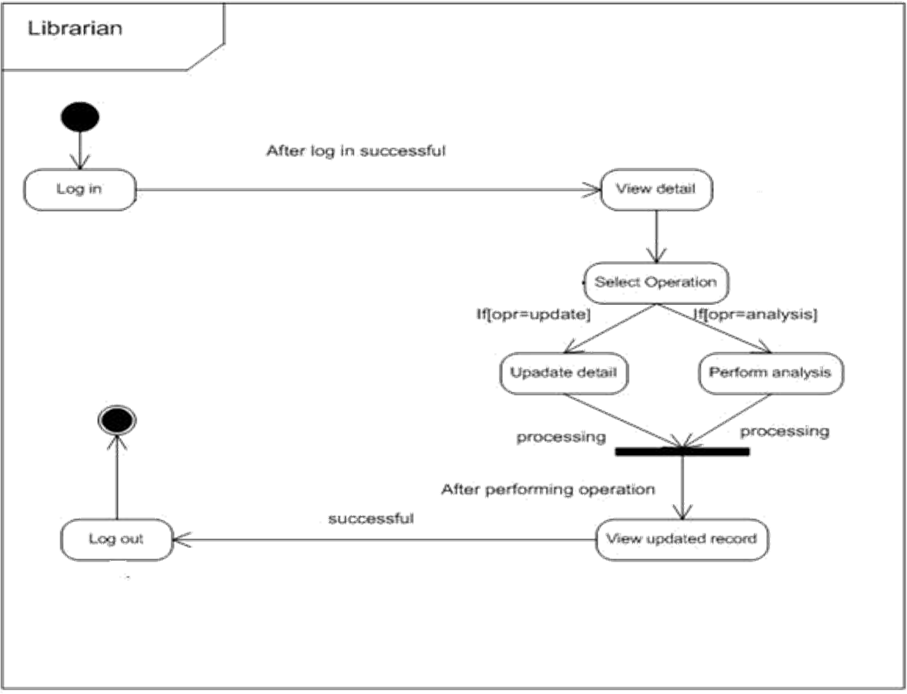 Librarian
After log in successful
Log in
View detail
Select Operation
If[opr=update]
If[opr=analysis]
Upadate detail
Perform analysis
processing
processing
After performing operation
successful
Log out
View updated record